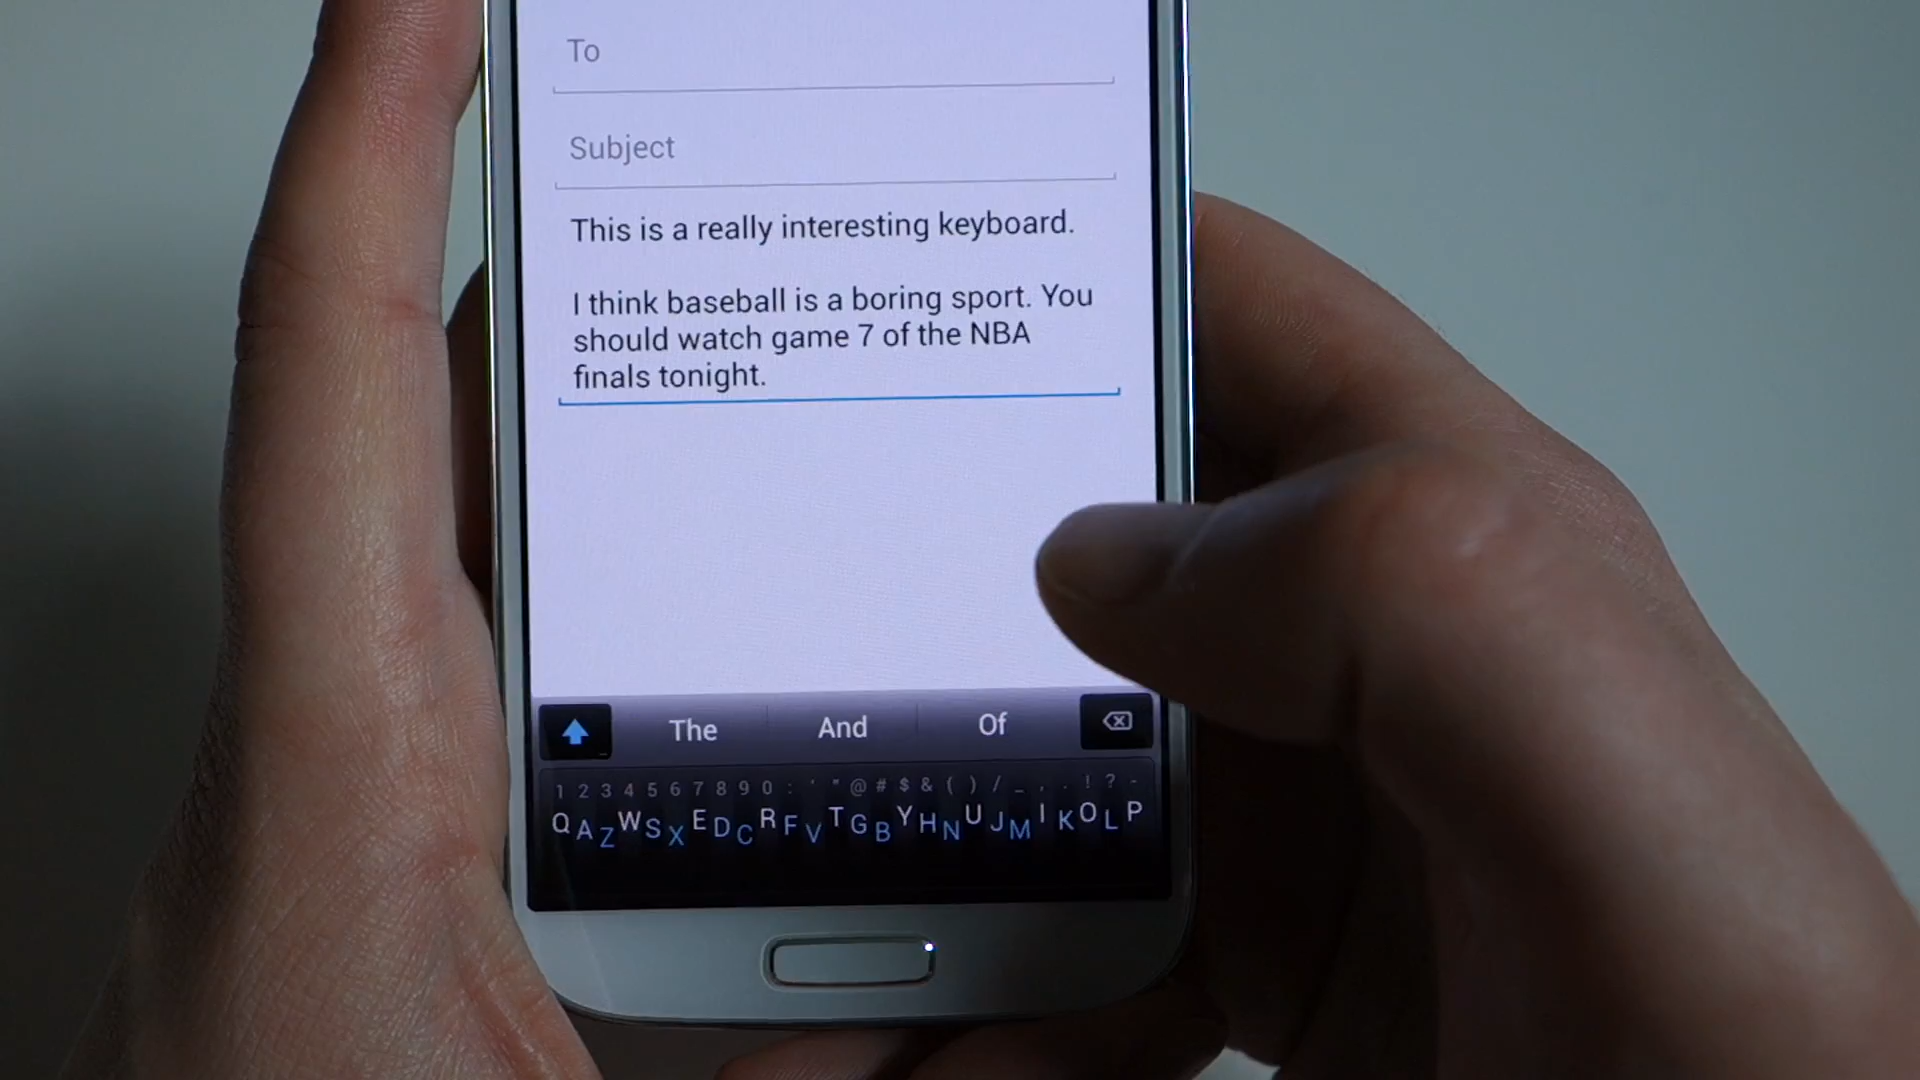 To
Subject
This is a really interesting keyboard.
I think baseball is a boring sport. You
should watch game 7 of the NBA
finals tonight.
The And Of
1 2 3 4 5 6 7 8 9 0 : ' " @ # $ & ( ) / _ , . ! ? -
Q A Z W S X E D C R F V T G B Y H N U J M I K O L P